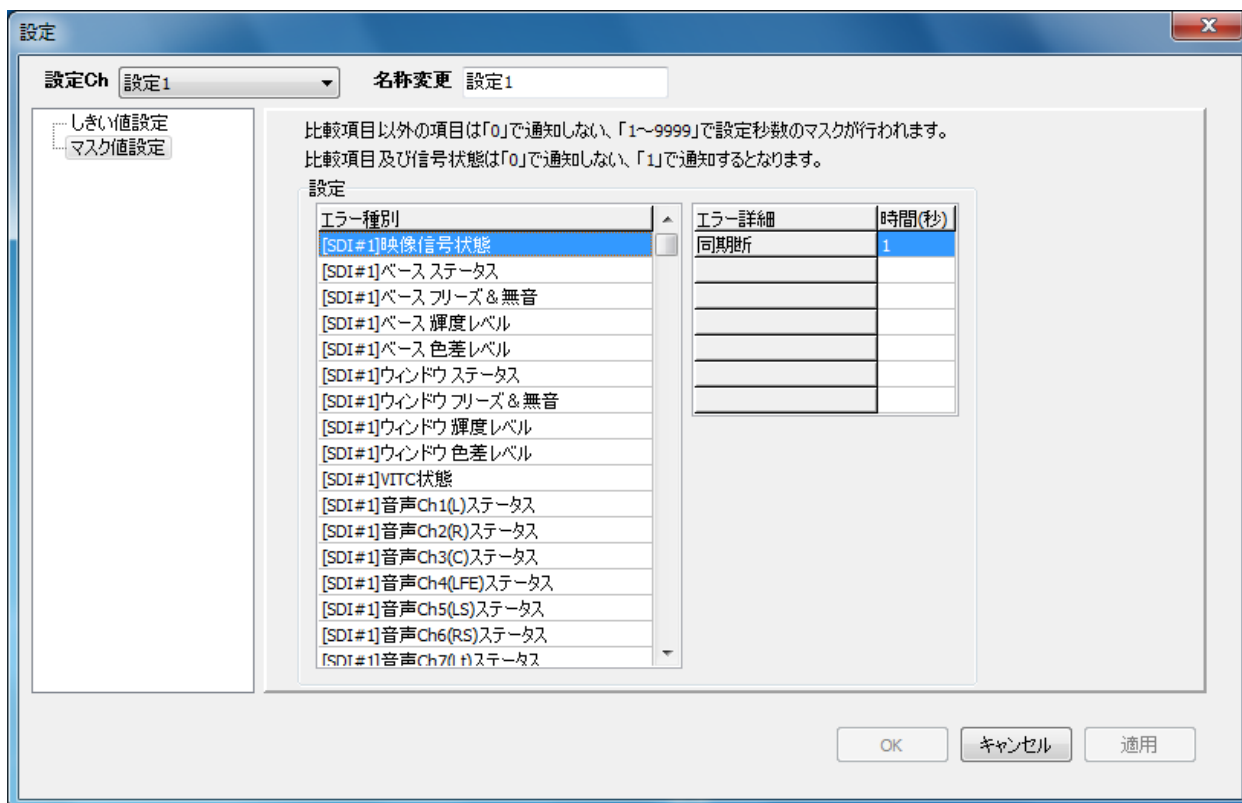 設定
設定Ch 設定1 名称変更 設定1
しきい値設定
マスク値設定
比較項目以外の項目は「0」で通知しない、「1～9999」で設定秒数のマスクが行われます。
比較項目及び信号状態は「0」で通知しない、「1」で通知するとなります。
設定
エラー種別
[SDI#1]映像信号状態
[SDI#1]ベース ステータス
[SDI#1]ベース フリーズ＆無音
[SDI#1]ベース 輝度レベル
[SDI#1]ベース 色差レベル
[SDI#1]ウィンドウ ステータス
[SDI#1]ウィンドウ フリーズ＆無音
[SDI#1]ウィンドウ 輝度レベル
[SDI#1]ウィンドウ 色差レベル
[SDI#1]VITC状態
[SDI#1]音声Ch1(L)ステータス
[SDI#1]音声Ch2(R)ステータス
[SDI#1]音声Ch3(C)ステータス
[SDI#1]音声Ch4(LFE)ステータス
[SDI#1]音声Ch5(LS)ステータス
[SDI#1]音声Ch6(RS)ステータス
[SDI#1]音声Ch7(Lt)ステータス
エラー詳細 時間(秒)
同期断 1
OK キャンセル 適用